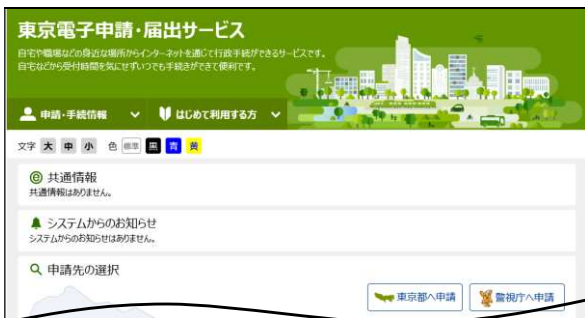 東京電子申請・届出サービス
自宅や職場などの身近な場所からインターネットを通じて行政手続ができるサービスです。
自宅などから受付時間を気にせずいつでも手続きができて便利です。
申請・手続情報 はじめて利用する方
文字 大 中 小 色 標準 黒 青 黄
共通情報
共通情報はありません。
システムからのお知らせ
システムからのお知らせはありません。
申請先の選択
東京都へ申請 警視庁へ申請